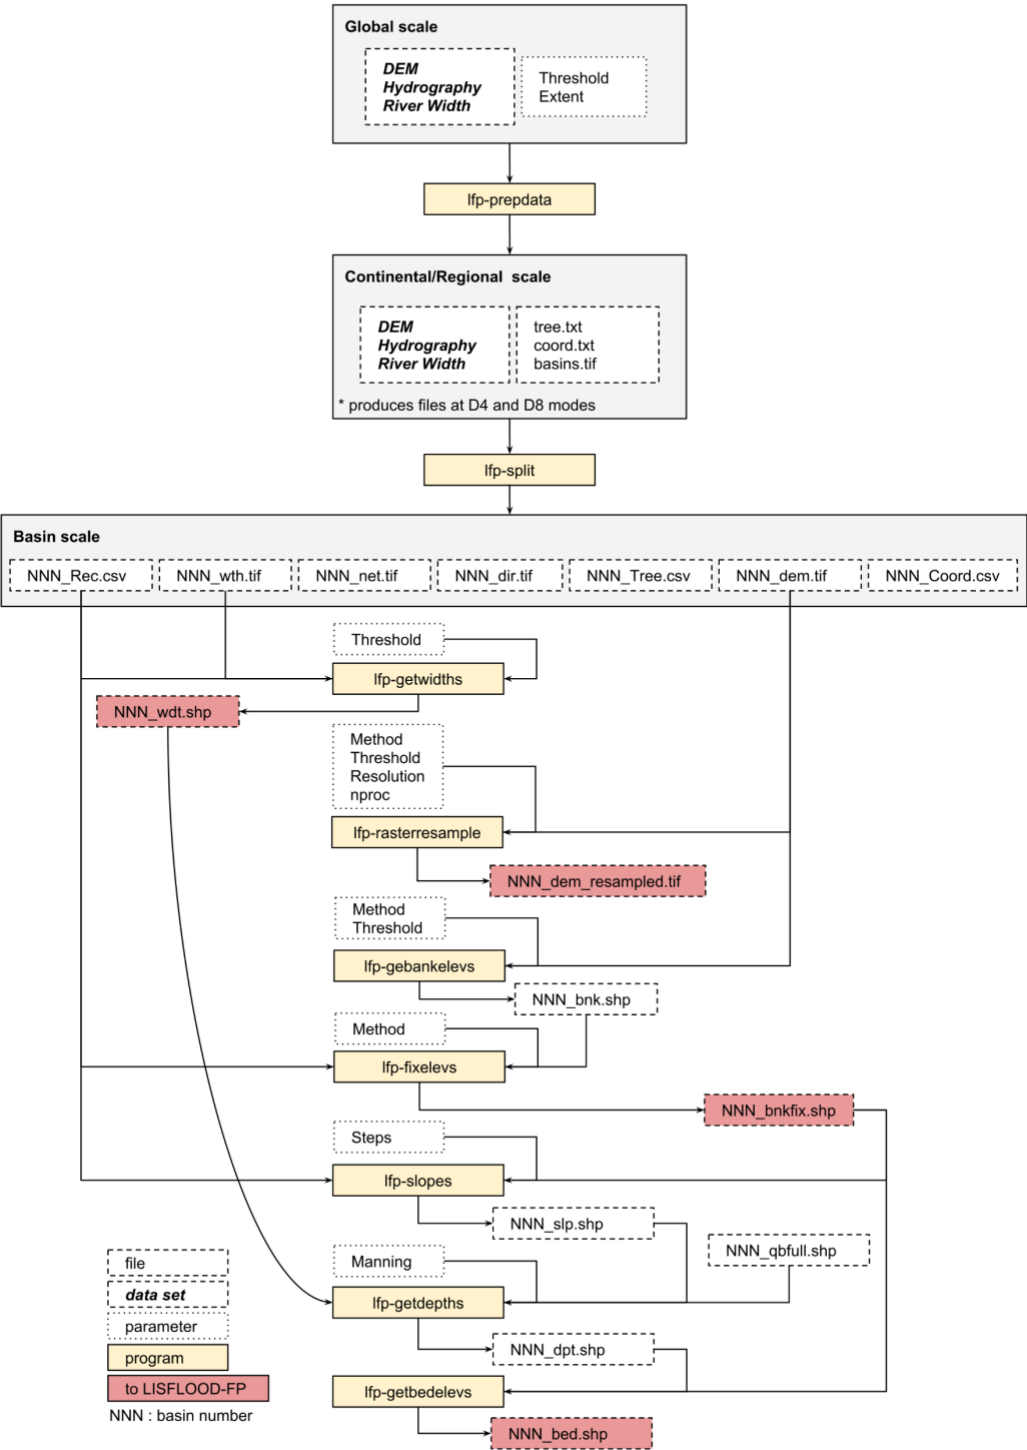 Global scale
DEM
Hydrography
River Width
Threshold
Extent
lfp-prepdata
Continental/Regional scale
DEM
Hydrography
River Width
tree.txt
coord.txt
basins.tif
* produces files at D4 and D8 modes
lfp-split
Basin scale
NNN_Rec.csv
NNN_wth.tif
NNN_net.tif
NNN_dir.tif
NNN_Tree.csv
NNN_dem.tif
NNN_Coord.csv
Threshold
lfp-getwidths
NNN_wdt.shp
Method
Threshold
Resolution
nproc
lfp-rasterresample
NNN_dem_resampled.tif
Method
Threshold
lfp-gebankelevs
NNN_bnk.shp
Method
lfp-fixelevs
NNN_bnkfix.shp
Steps
lfp-slopes
NNN_slp.shp
NNN_qbfull.shp
Manning
lfp-getdepths
NNN_dpt.shp
lfp-getbedelevs
NNN_bed.shp
file
data set
parameter
program
to LISFLOOD-FP
NNN : basin number